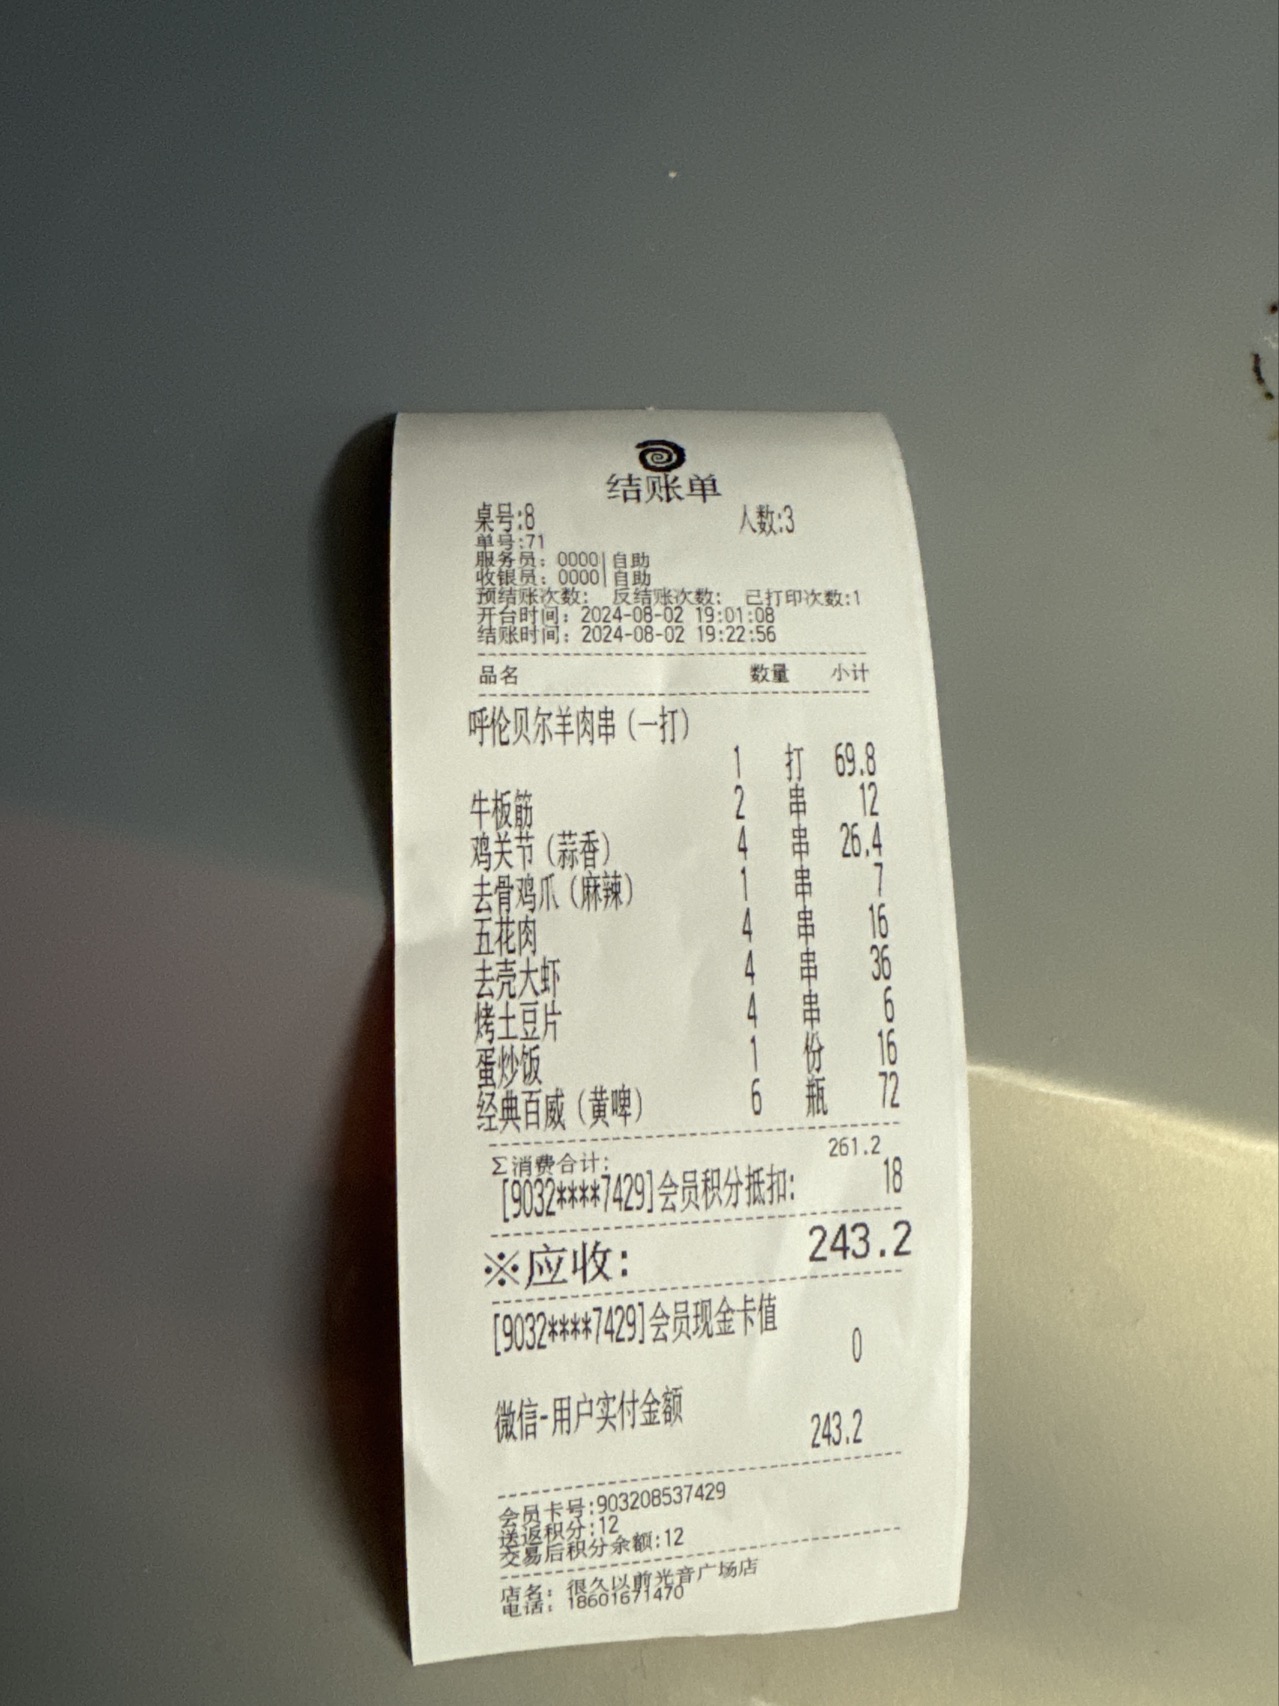 结账单
桌号:8 人数:3
单号:71
服务员: 0000|自助
收银员: 0000|自助
预结账次数: 反结账次数: 已打印次数:1
开台时间: 2024-08-02 19:01:08
结账时间: 2024-08-02 19:22:56
品名 数量 小计
呼伦贝尔羊肉串(一打)
1 打 69.8
牛板筋 2 串 12
鸡关节(蒜香) 4 串 26.4
去骨鸡爪(麻辣) 1 串 7
五花肉 4 串 16
去壳大虾 4 串 36
烤土豆片 4 串 6
蛋炒饭 1 份 16
经典百威(黄啤) 6 瓶 72
Σ消费合计: 261.2
[9032****7429]会员积分抵扣: 18
※应收: 243.2
[9032****7429]会员现金卡值
0
微信-用户实付金额
243.2
会员卡号:903208537429
送返积分:12
交易后积分余额:12
店名: 很久以前光音广场店
电话: 18601671470